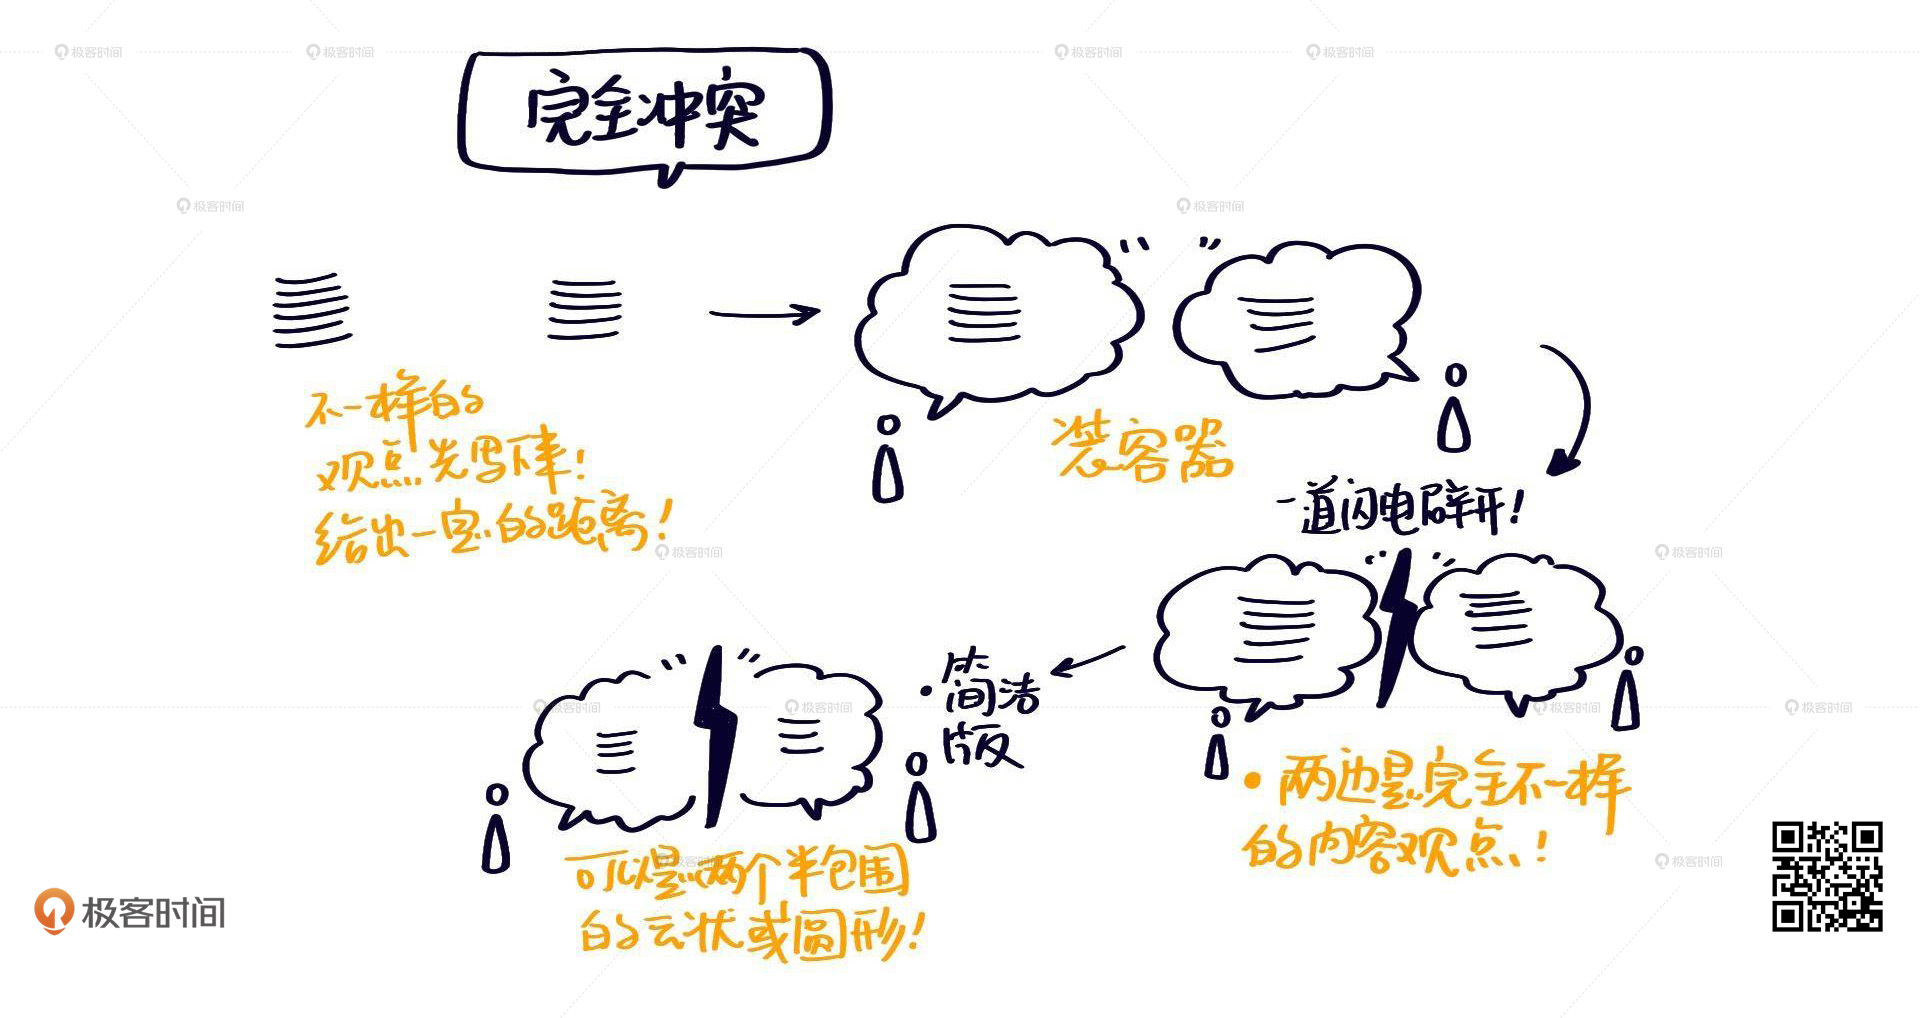 完全冲突
不一样的
观点先写下来!
给出一定的距离!
装容器
一道闪电劈开!
• 两边是完全不一样
的内容观点!
• 简洁
版
可以是两个半包围
的云状或圆形!
极客时间